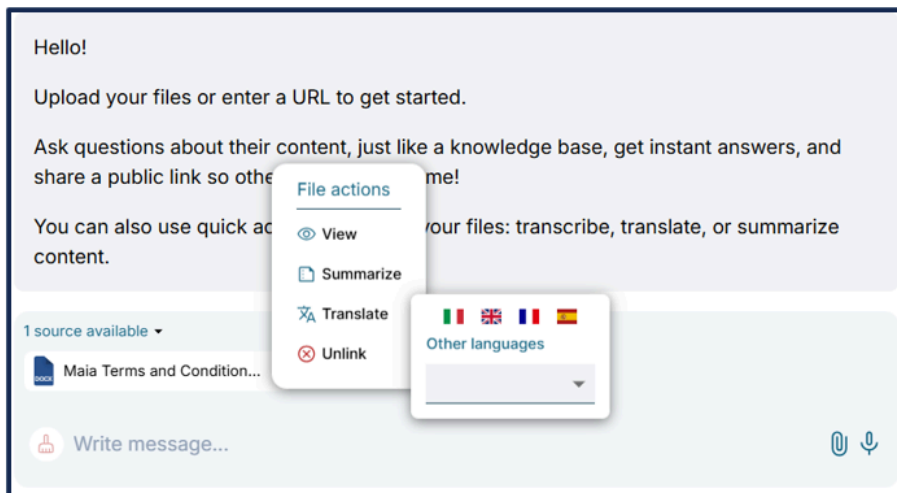 Hello!
Upload your files or enter a URL to get started.
Ask questions about their content, just like a knowledge base, get instant answers, and
share a public link so othe me!
You can also use quick ac your files: transcribe, translate, or summarize
content.
File actions
View
Summarize
Translate
Unlink
Other languages
1 source available
DOCX
Maia Terms and Condition...
Write message...